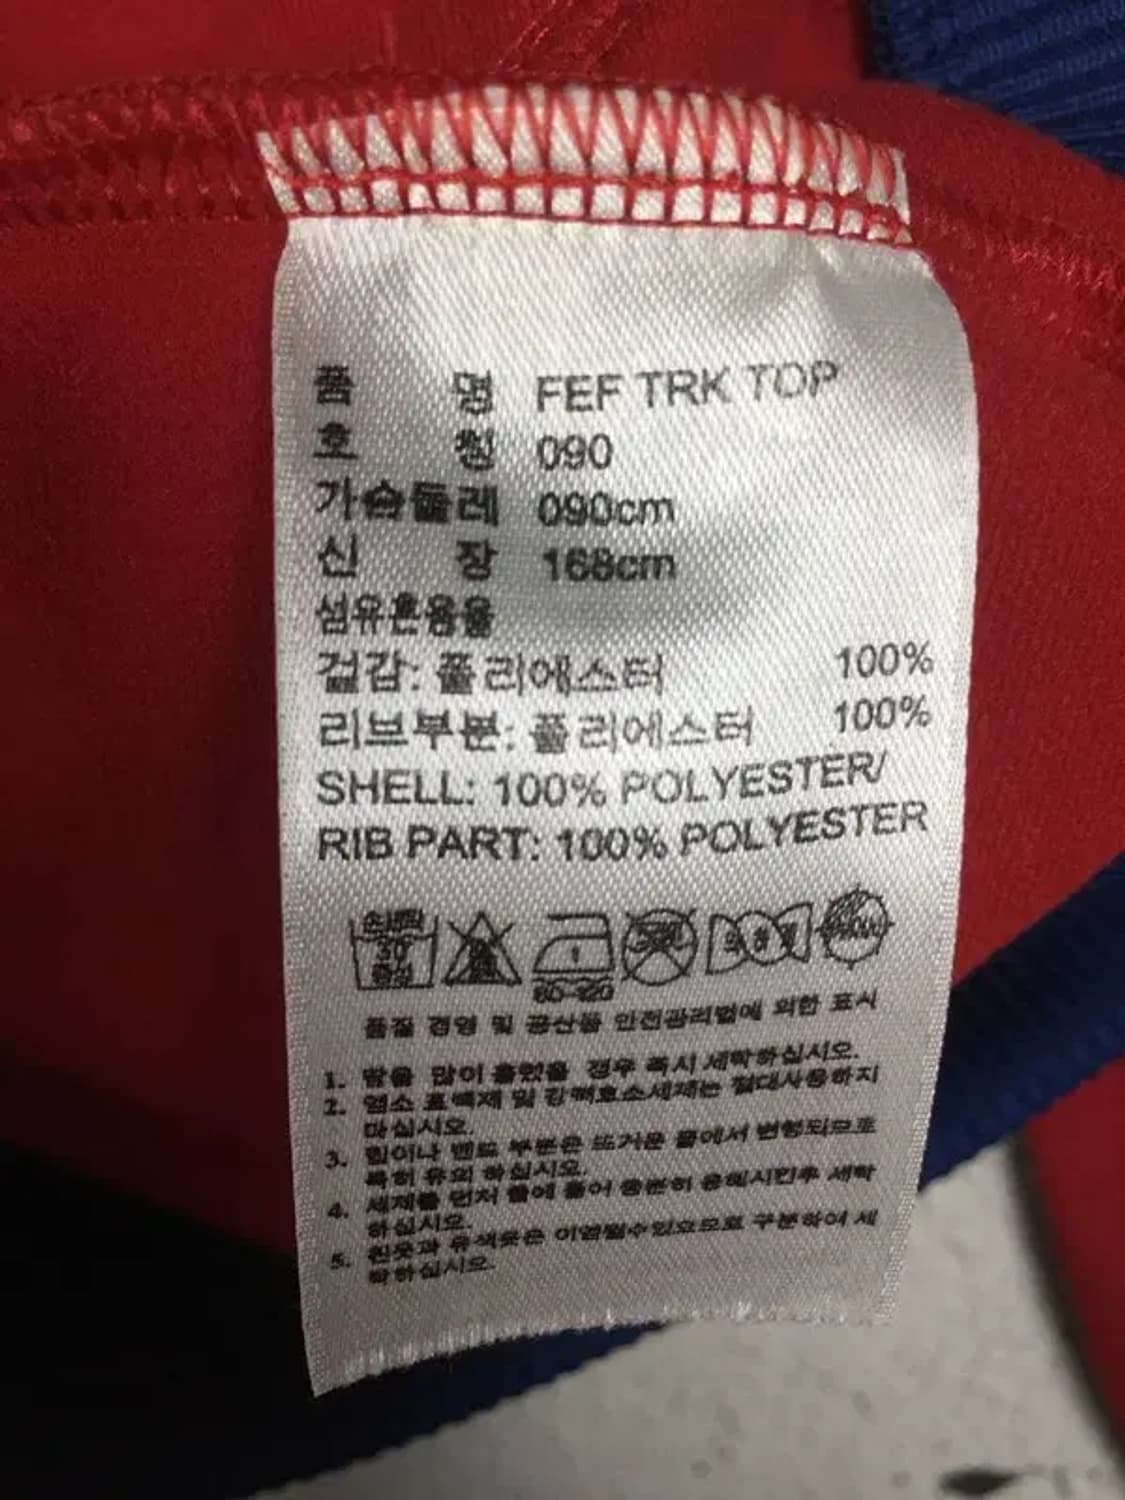 품 명 FEF TRK TOP
호 칭 090
가슴둘레 090cm
신 장 168cm
섬유혼용율
겉감: 폴리에스터 100%
리브부분: 폴리에스터 100%
SHELL: 100% POLYESTER/
RIB PART: 100% POLYESTER
손세탁
30
중성
80-120
품질 경영 및 공산품 안전관리법에 의한 표시
1. 땀을 많이 흘렸을 경우 즉시 세탁하십시오.
2. 염소 표백제 및 강력효소세제는 절대사용하지
마십시오.
3. 힘이나 밴드 부분은 뜨거운 물에서 변형되므로
특히 유의 하십시오.
4. 세제를 먼저 물에 풀어 충분히 용해시킨후 세탁
하십시오.
5. 흰옷과 유색옷은 이염될수있으므로 구분하여 세
탁하십시오.